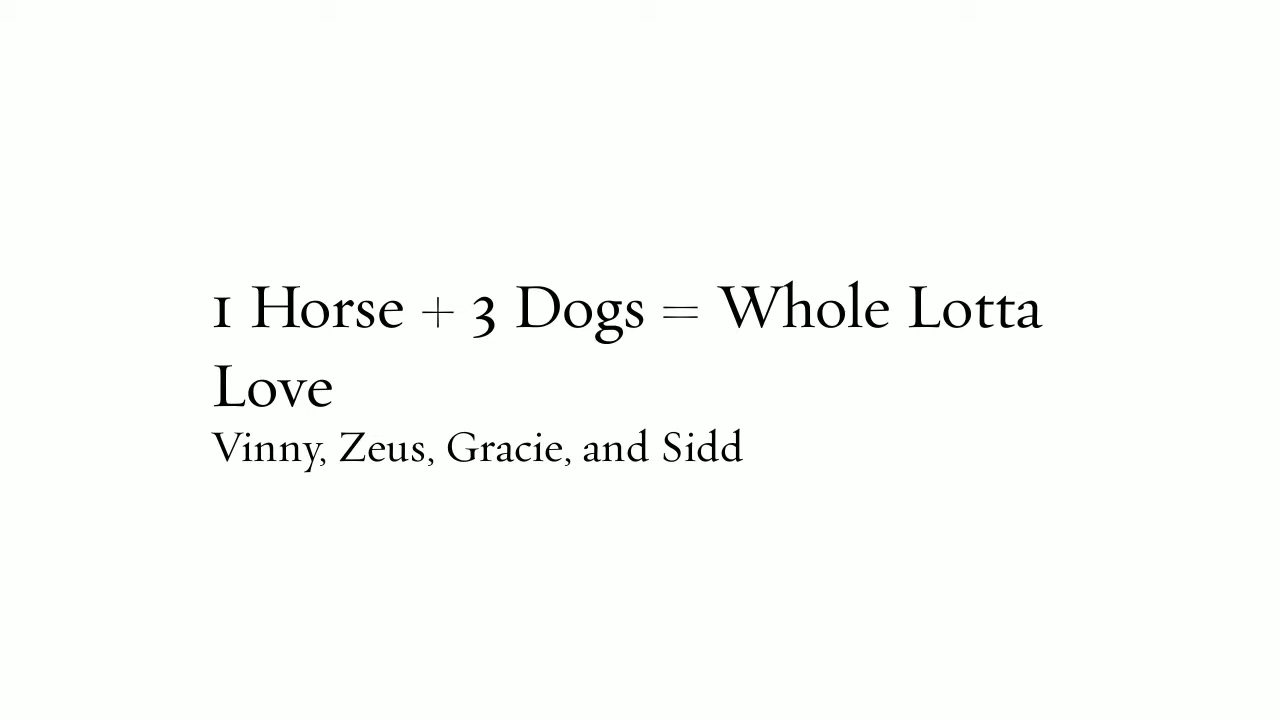 1 Horse + 3 Dogs = Whole Lotta
Love
Vinny, Zeus, Gracie, and Sidd